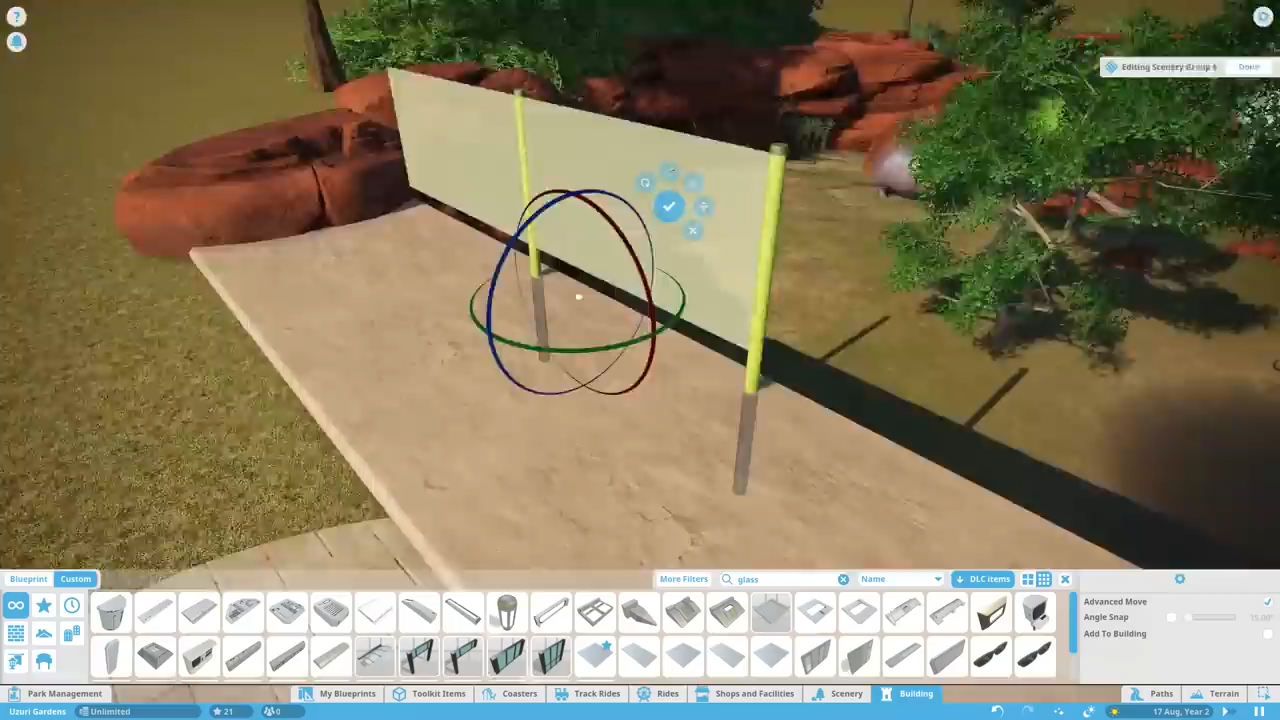 ?
Editing Scenery Group
Done
Blueprint
Custom
More Filters
glass
Name
DLC items
Advanced Move
Angle Snap
15.00°
Add To Building
Park Management
My Blueprints
Toolkit Items
Coasters
Track Rides
Rides
Shops and Facilities
Scenery
Building
Paths
Terrain
Uzuri Gardens
Unlimited
21
0
17 Aug, Year 2